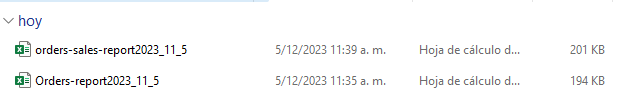 hoy
orders-sales-report2023_11_5 5/12/2023 11:39 a. m. Hoja de cálculo d... 201 KB
Orders-report2023_11_5 5/12/2023 11:35 a. m. Hoja de cálculo d... 194 KB